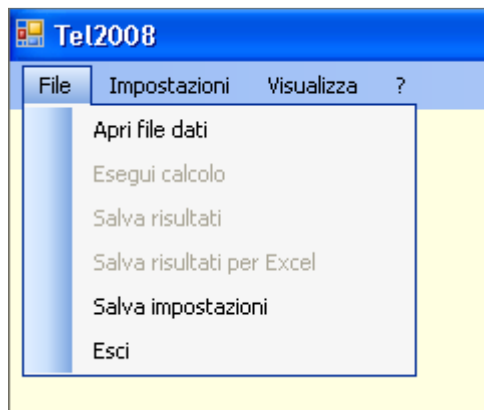 Tel2008
File Impostazioni Visualizza ?
Apri file dati
Esegui calcolo
Salva risultati
Salva risultati per Excel
Salva impostazioni
Esci